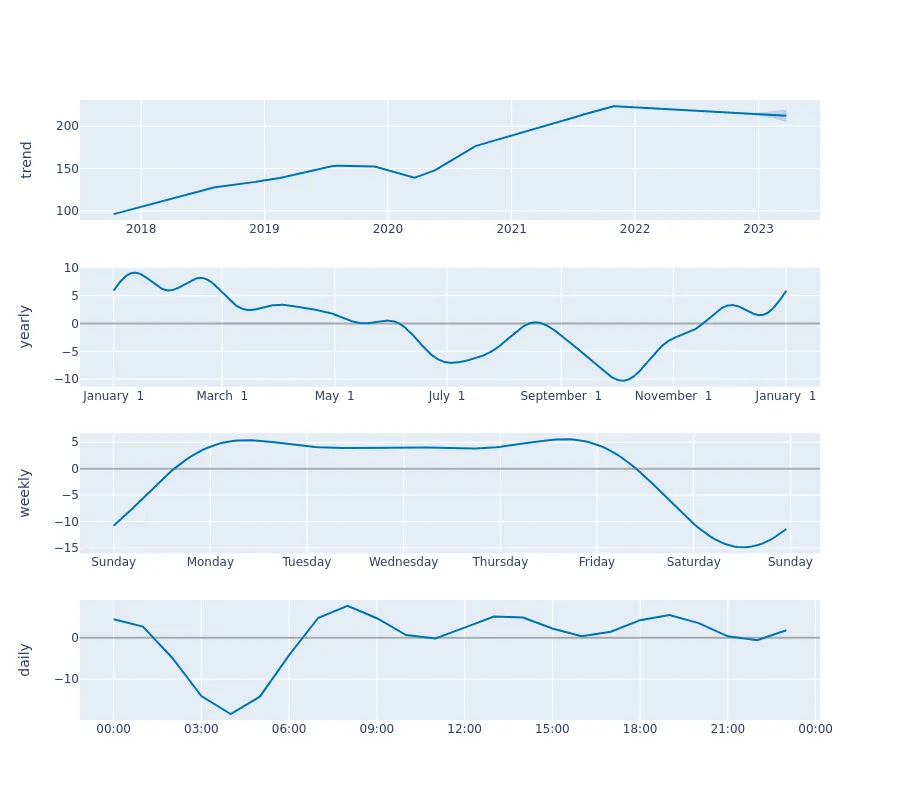 trend
200
150
100
2018 2019 2020 2021 2022 2023
yearly
10
5
0
−5
−10
January 1 March 1 May 1 July 1 September 1 November 1 January 1
weekly
5
0
−5
−10
−15
Sunday Monday Tuesday Wednesday Thursday Friday Saturday Sunday
daily
0
−10
00:00 03:00 06:00 09:00 12:00 15:00 18:00 21:00 00:00